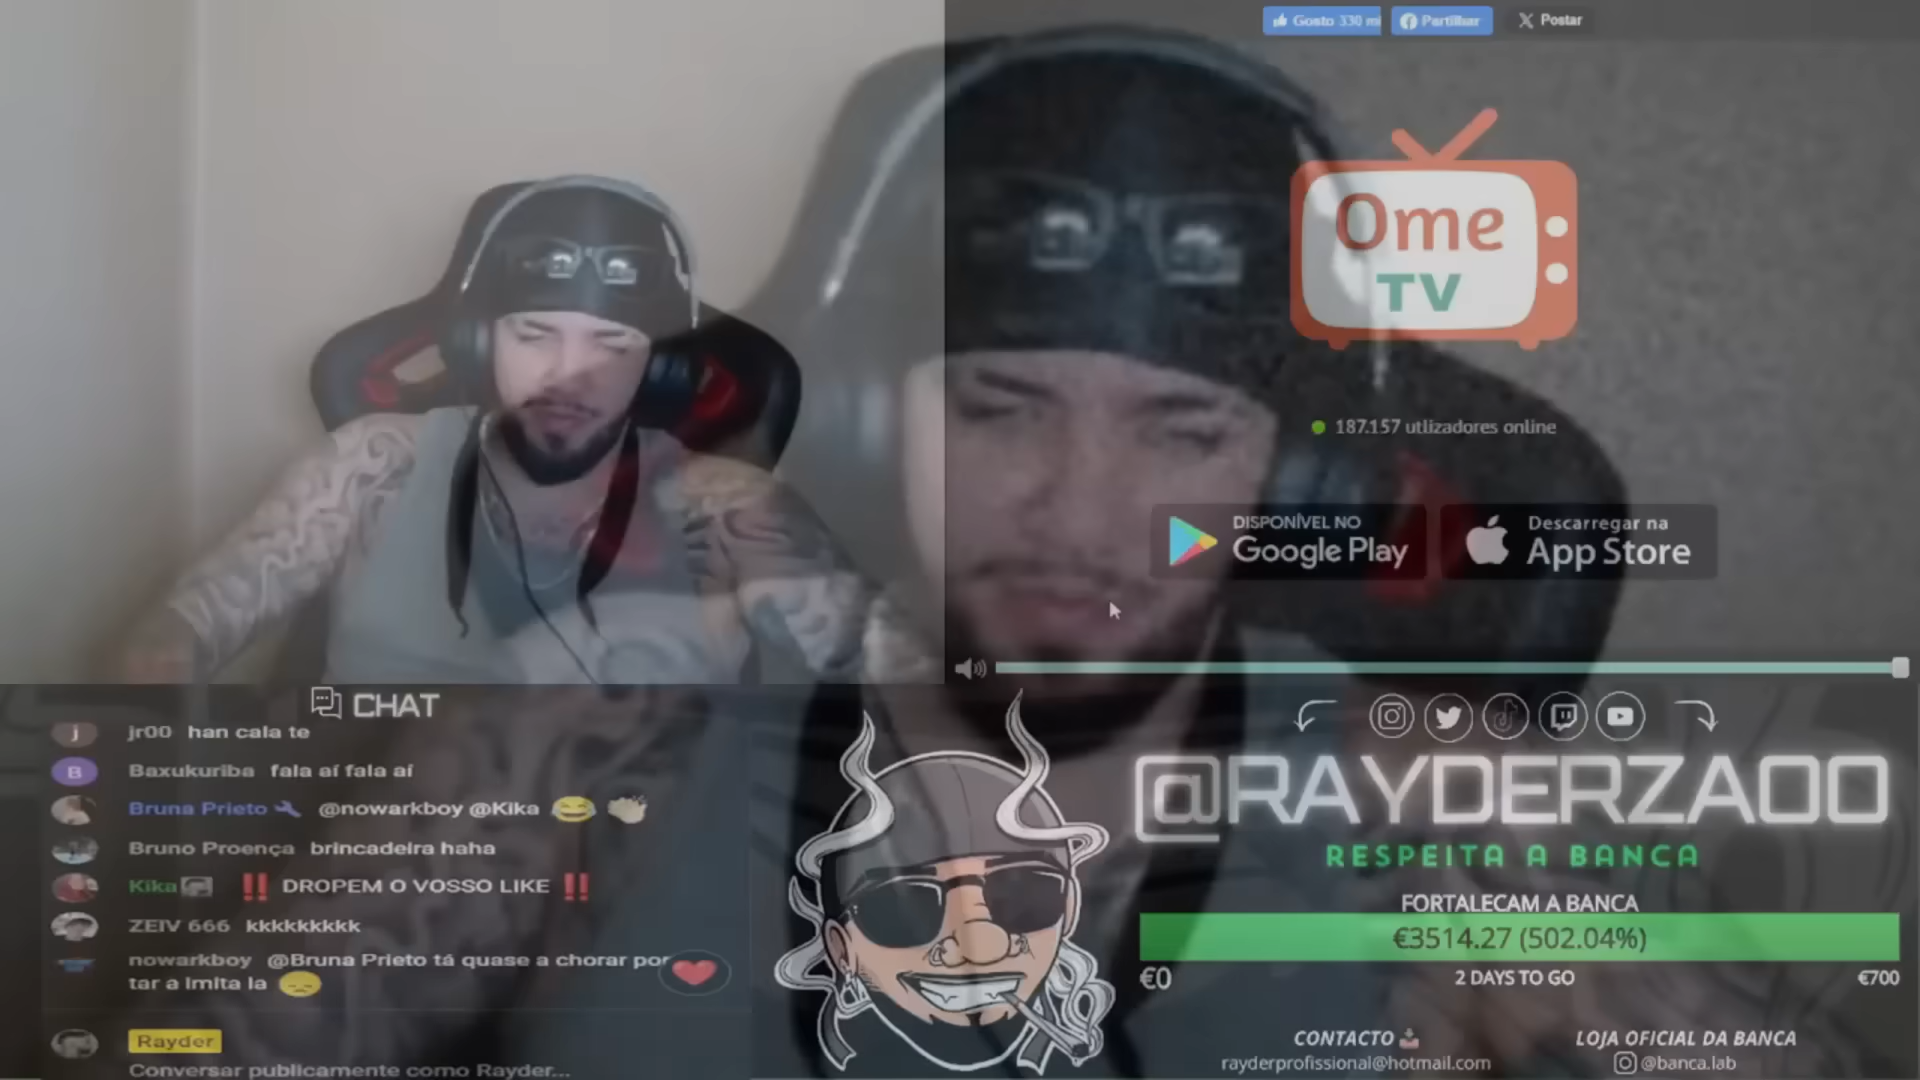 Gosto 330 mi
Partilhar
Postar
Ome
TV
187.157 utlizadores online
DISPONÍVEL NO
Google Play
Descarregar na
App Store
CHAT
j jr00 han cala te
B Baxukuriba fala aí fala aí
Bruna Prieto @nowarkboy @Kika 😂 👏
Bruno Proença brincadeira haha
Kika ‼️ DROPEM O VOSSO LIKE ‼️
ZEIV 666 kkkkkkkkk
nowarkboy @Bruna Prieto tá quase a chorar por
tar a imita la 😞
Rayder
Conversar publicamente como Rayder...
@RAYDERZA00
RESPEITA A BANCA
FORTALECAM A BANCA
€3514.27 (502.04%)
€0
2 DAYS TO GO
€700
CONTACTO
rayderprofissional@hotmail.com
LOJA OFICIAL DA BANCA
@banca.lab